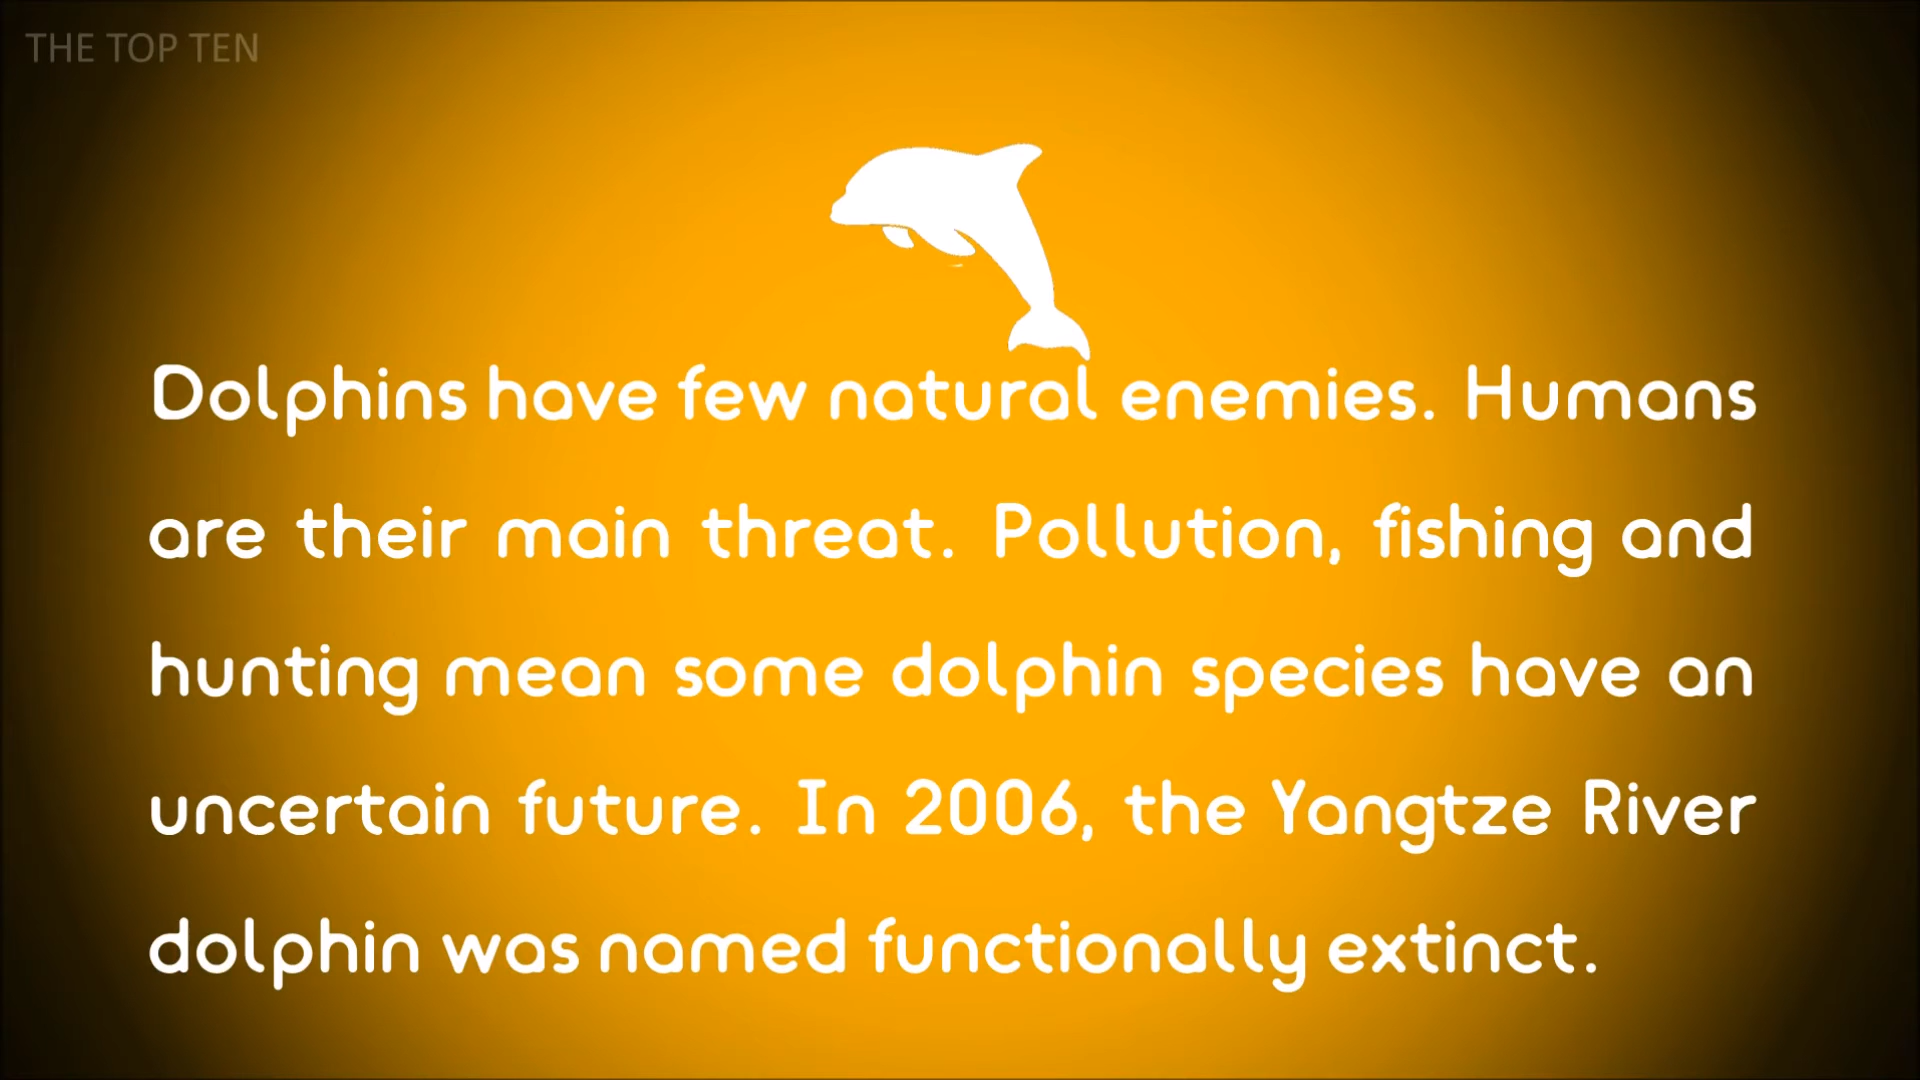 THE TOP TEN
Dolphins have few natural enemies. Humans
are their main threat. Pollution, fishing and
hunting mean some dolphin species have an
uncertain future. In 2006, the Yangtze River
dolphin was named functionally extinct.